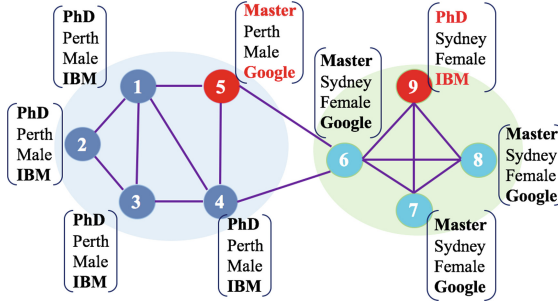 PhD
Perth
Male
IBM
Master
Perth
Male
Google
PhD
Sydney
Female
IBM
Master
Sydney
Female
Google
1
5
9
PhD
Perth
Male
IBM
2
6
8
Master
Sydney
Female
Google
3
4
7
PhD
Perth
Male
IBM
PhD
Perth
Male
IBM
Master
Sydney
Female
Google